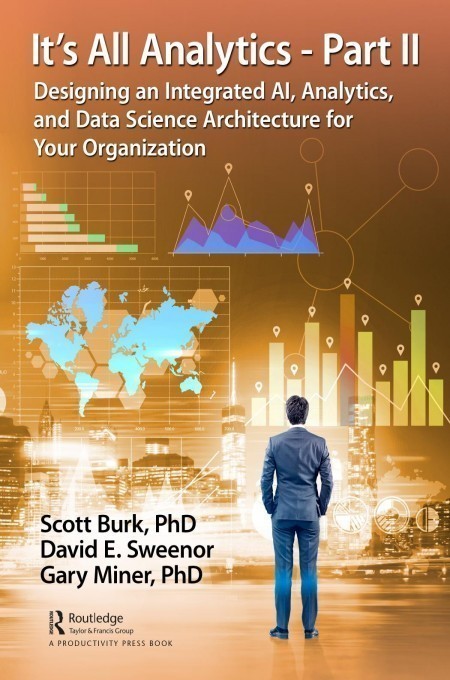 It's All Analytics - Part II
Designing an Integrated AI, Analytics,
and Data Science Architecture for
Your Organization
Scott Burk, PhD
David E. Sweenor
Gary Miner, PhD
ROUTLEDGE
Routledge
Taylor & Francis Group
A PRODUCTIVITY PRESS BOOK